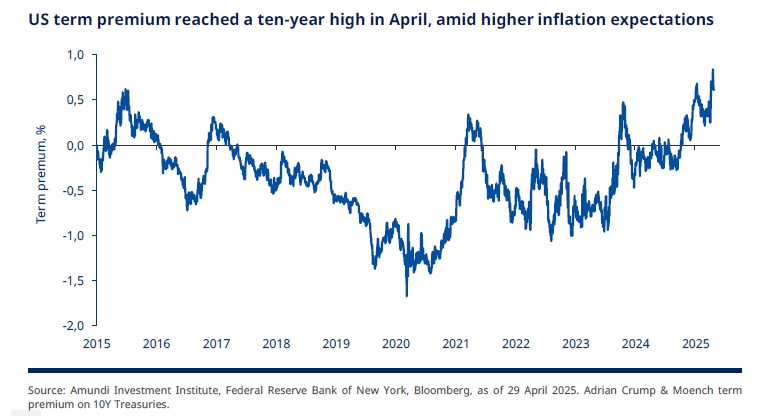 US term premium reached a ten-year high in April, amid higher inflation expectations
1,0
0,5
0,0
-0,5
-1,0
-1,5
-2,0
Term premium, %
2015 2016 2017 2018 2019 2020 2021 2022 2023 2024 2025
Source: Amundi Investment Institute, Federal Reserve Bank of New York, Bloomberg, as of 29 April 2025. Adrian Crump & Moench term
premium on 10Y Treasuries.